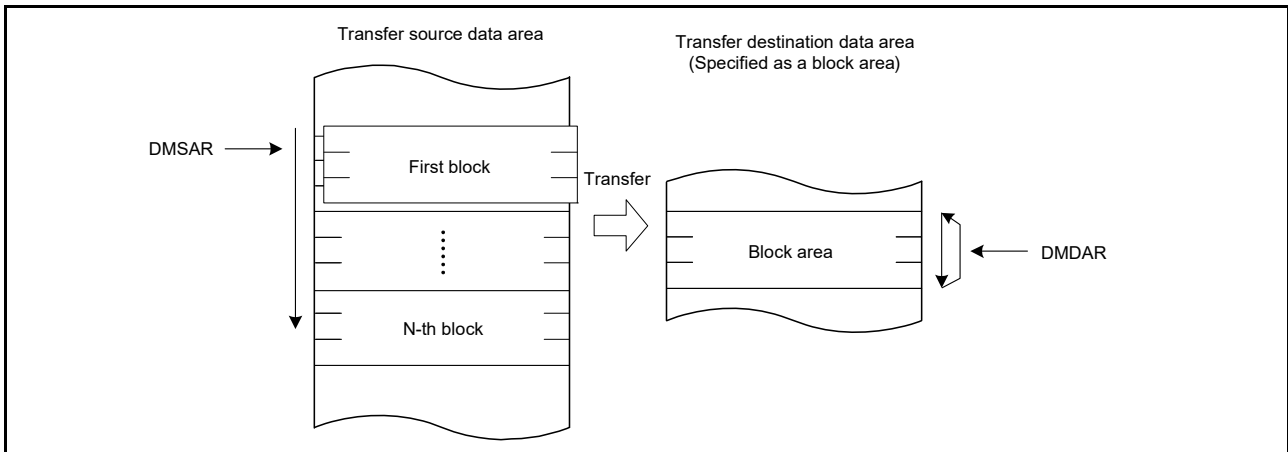 Transfer source data area
Transfer destination data area
(Specified as a block area)
DMSAR
First block
Transfer
Block area
DMDAR
N-th block